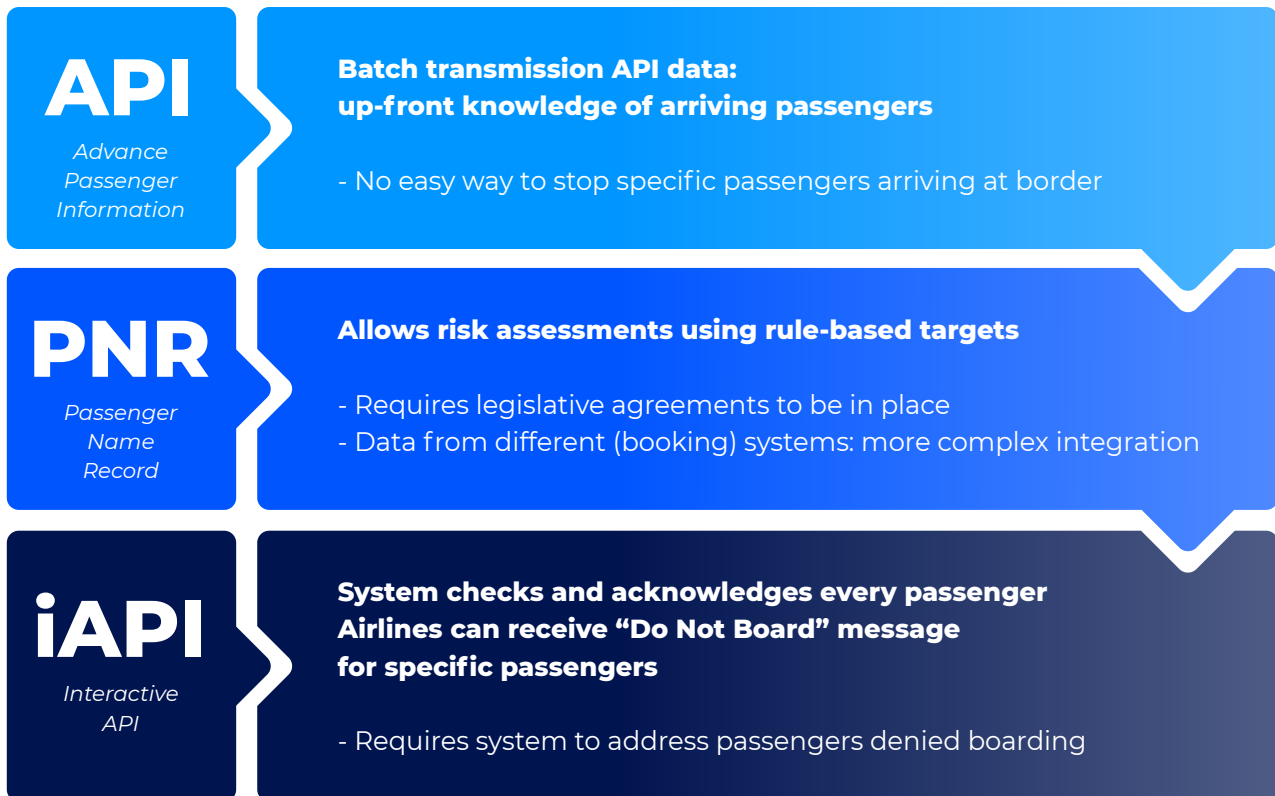 API
Advance
Passenger
Information
Batch transmission API data:
up-front knowledge of arriving passengers
- No easy way to stop specific passengers arriving at border
PNR
Passenger
Name
Record
Allows risk assessments using rule-based targets
- Requires legislative agreements to be in place
- Data from different (booking) systems: more complex integration
iAPI
Interactive
API
System checks and acknowledges every passenger
Airlines can receive “Do Not Board” message
for specific passengers
- Requires system to address passengers denied boarding